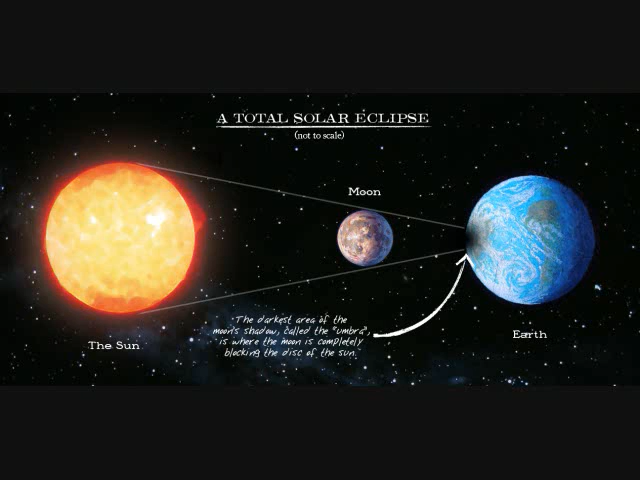 A TOTAL SOLAR ECLIPSE
(not to scale)
Moon
The Sun
"The darkest area of the
moon's shadow, called the "umbra",
is where the moon is completely
blocking the disc of the sun."
Earth